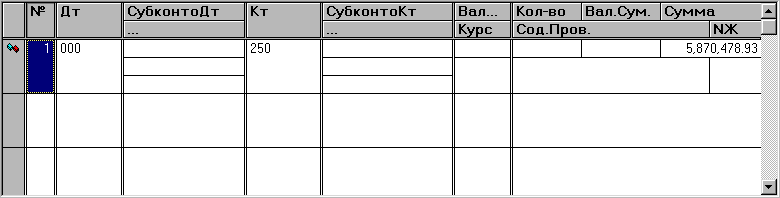 № Дт СубконтоДт Кт СубконтоКт Вал... Кол-во Вал.Сум. Сумма
... ... Курс Сод.Пров. NЖ
1 000 250 5,870,478.93